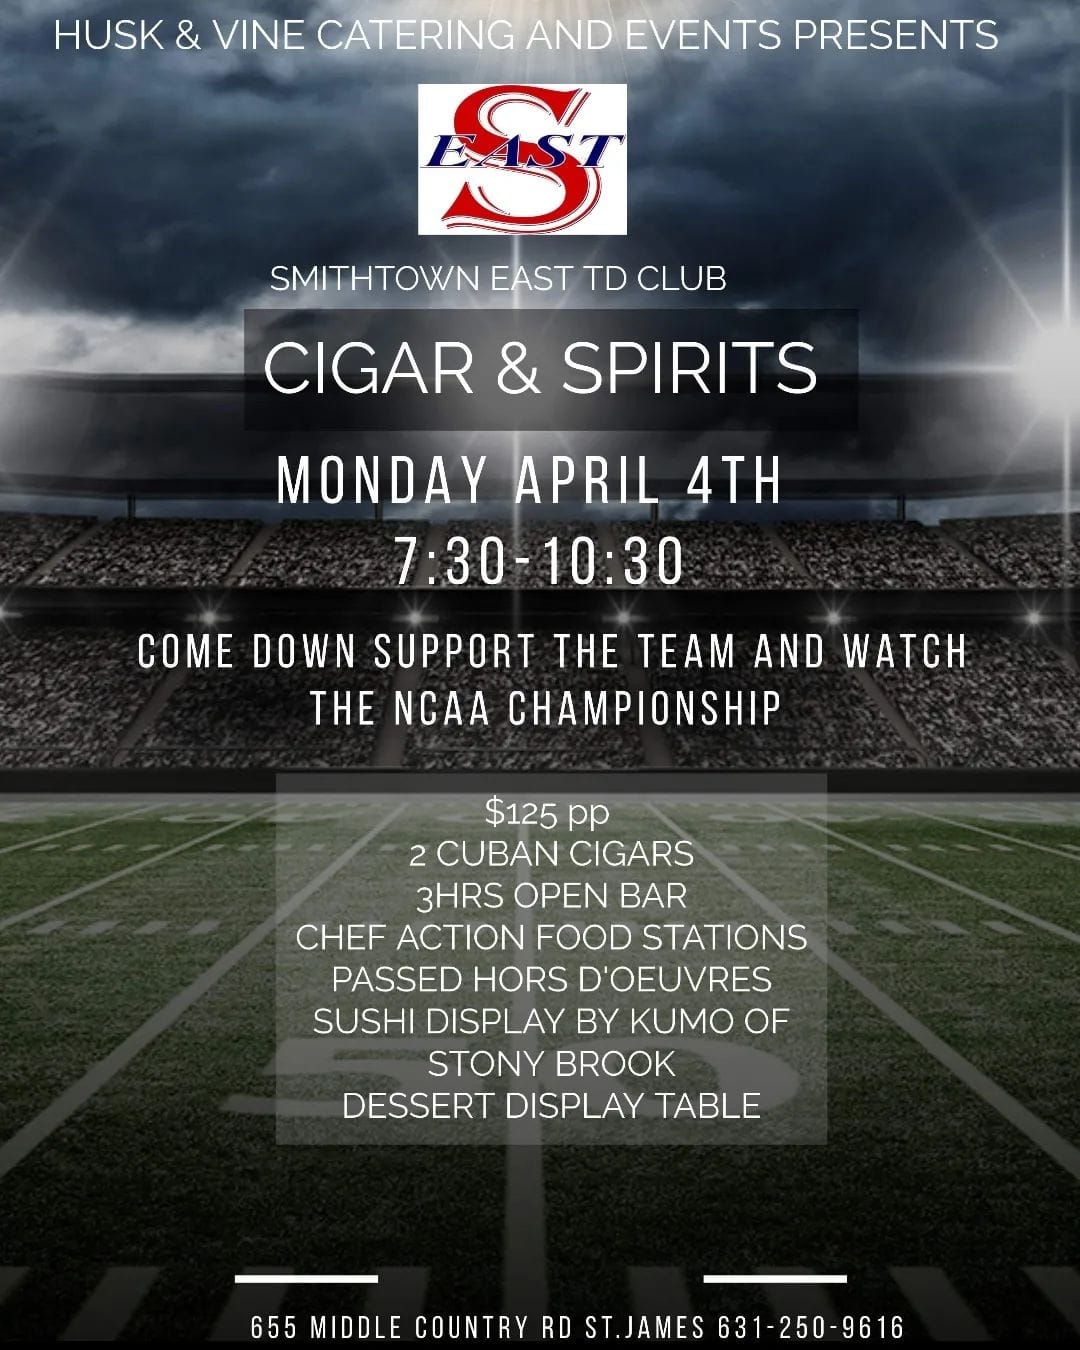 HUSK & VINE CATERING AND EVENTS PRESENTS
S
EAST
SMITHTOWN EAST TD CLUB
CIGAR & SPIRITS
MONDAY APRIL 4TH
7:30-10:30
COME DOWN SUPPORT THE TEAM AND WATCH
THE NCAA CHAMPIONSHIP
$125 pp
2 CUBAN CIGARS
3HRS OPEN BAR
CHEF ACTION FOOD STATIONS
PASSED HORS D'OEUVRES
SUSHI DISPLAY BY KUMO OF
STONY BROOK
DESSERT DISPLAY TABLE
50
655 MIDDLE COUNTRY RD ST.JAMES 631-250-9616